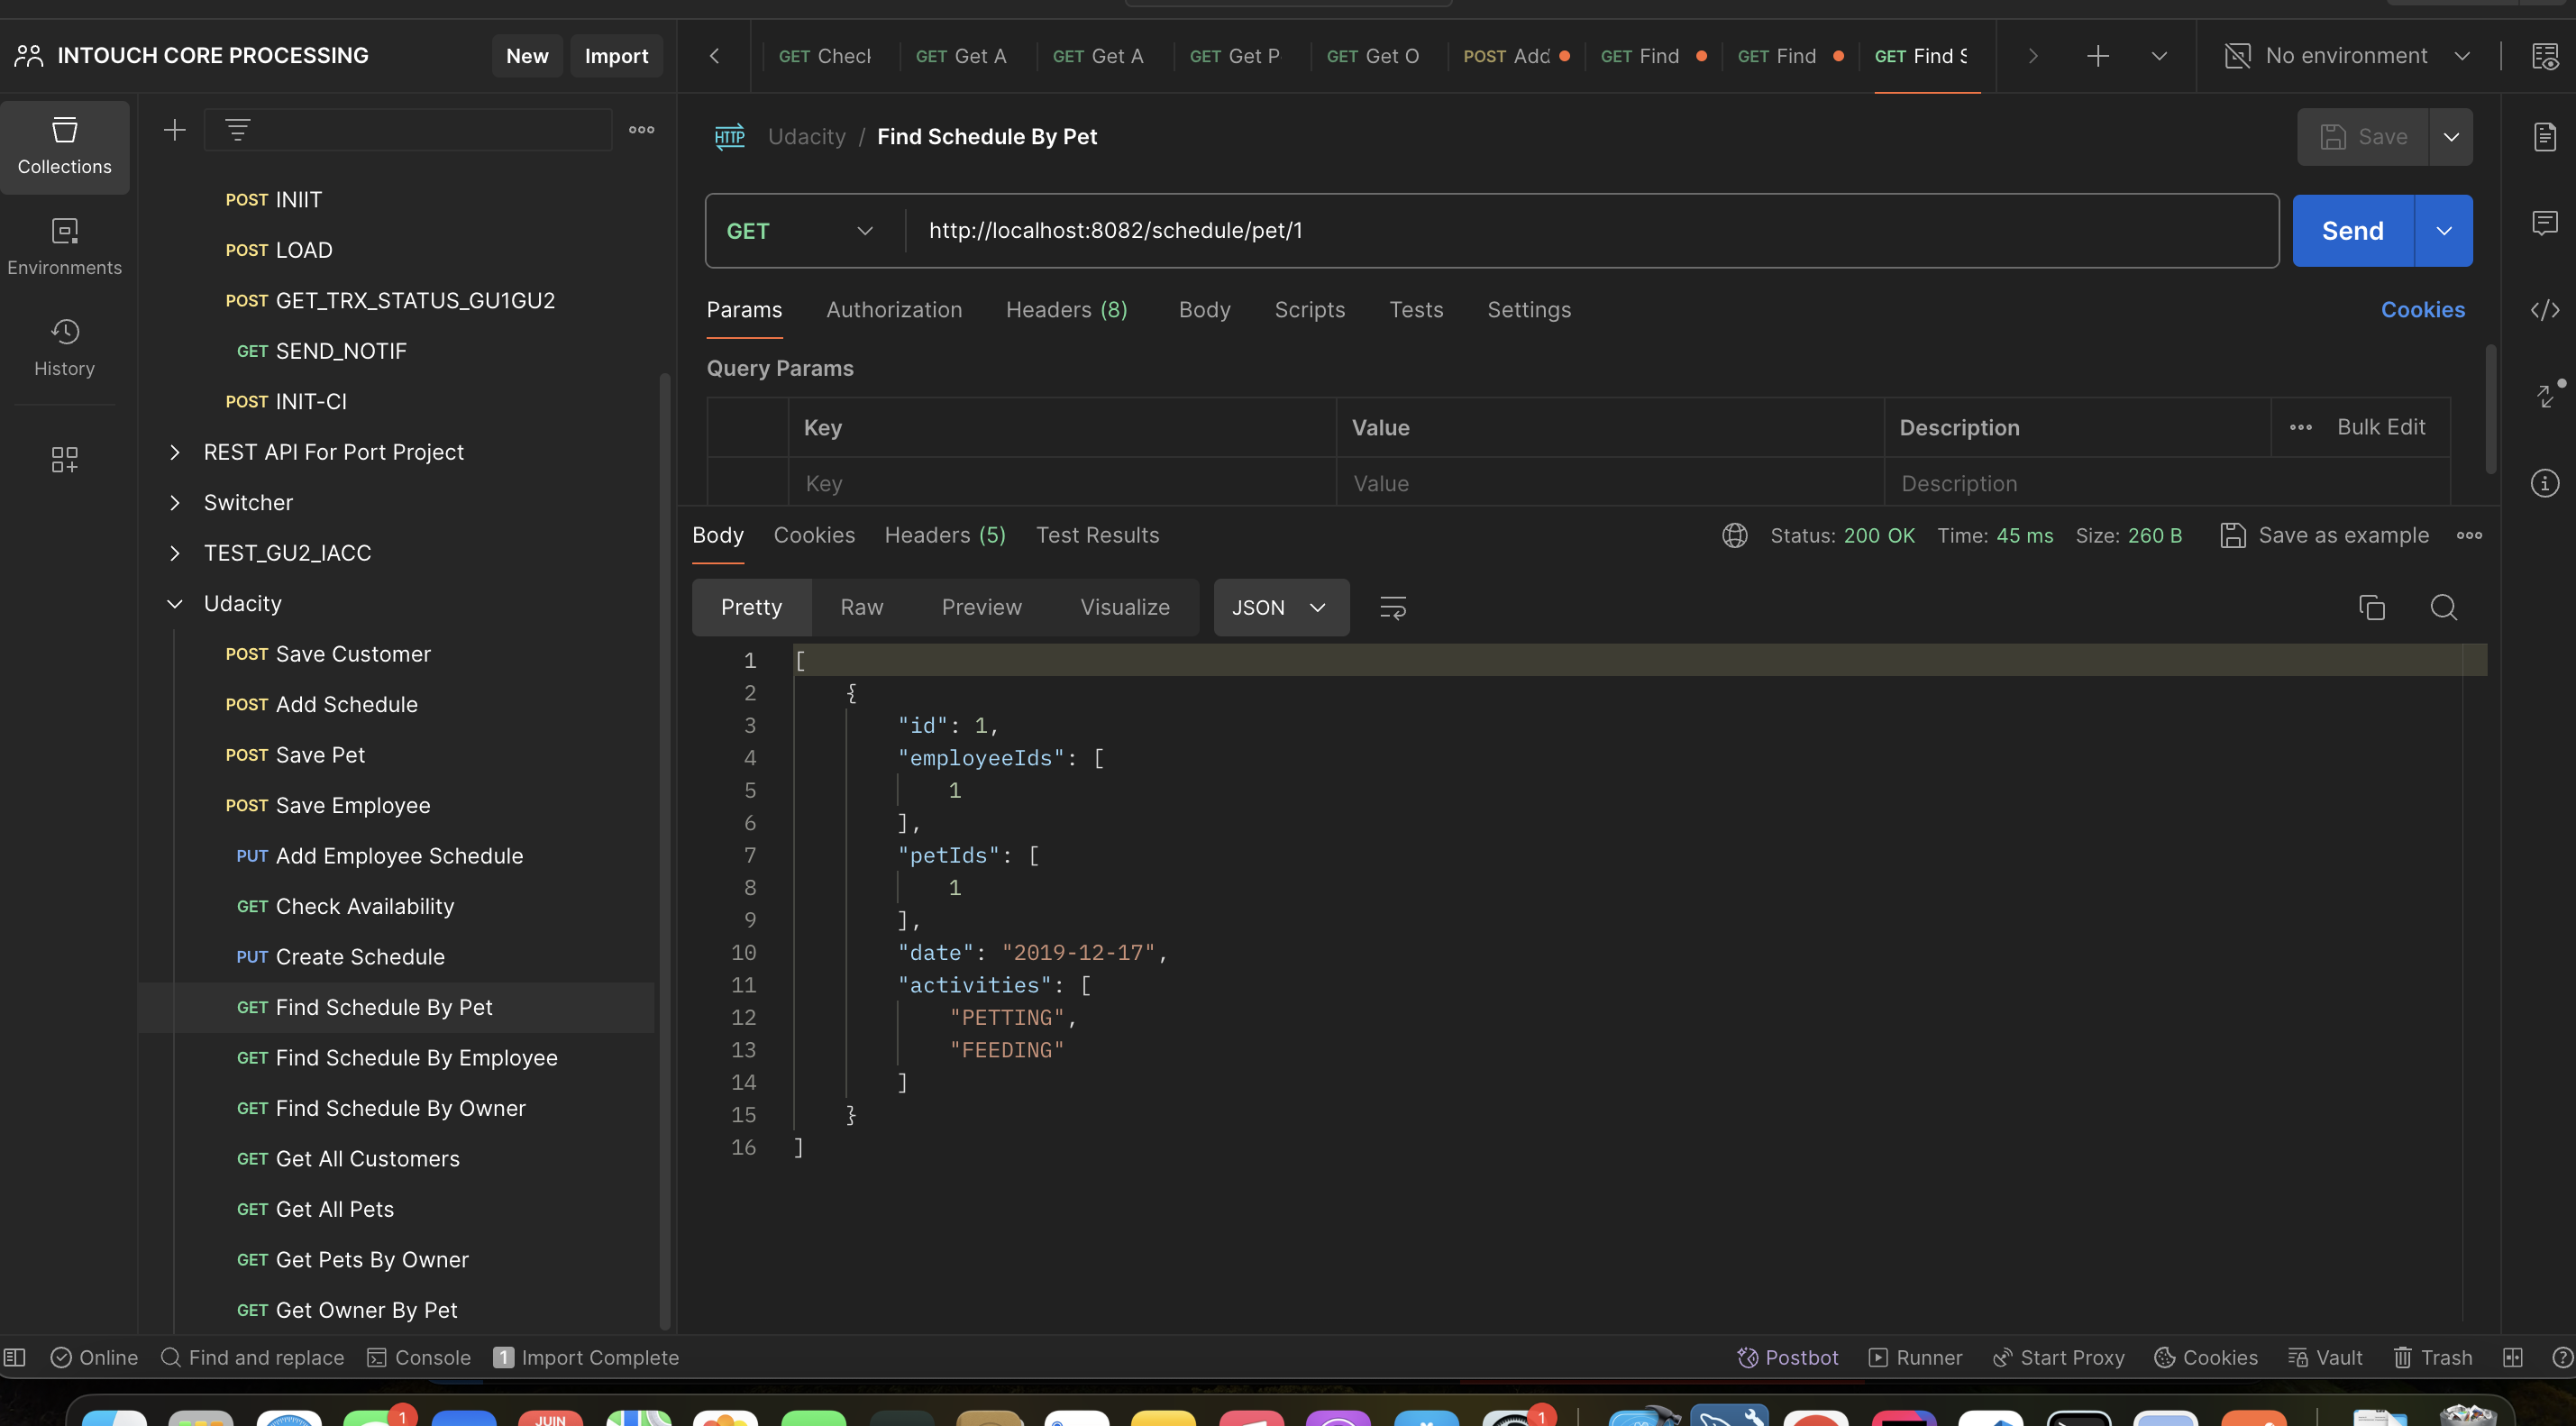 INTOUCH CORE PROCESSING
New
Import
GET Check
GET Get A
GET Get A
GET Get P
GET Get O
POST Add
GET Find
GET Find
GET Find S
No environment
Collections
Environments
History
POST INIIT
POST LOAD
POST GET_TRX_STATUS_GU1GU2
GET SEND_NOTIF
POST INIT-CI
REST API For Port Project
Switcher
TEST_GU2_IACC
Udacity
POST Save Customer
POST Add Schedule
POST Save Pet
POST Save Employee
PUT Add Employee Schedule
GET Check Availability
PUT Create Schedule
GET Find Schedule By Pet
GET Find Schedule By Employee
GET Find Schedule By Owner
GET Get All Customers
GET Get All Pets
GET Get Pets By Owner
GET Get Owner By Pet
HTTP Udacity / Find Schedule By Pet
Save
GET http://localhost:8082/schedule/pet/1
Send
Params Authorization Headers (8) Body Scripts Tests Settings Cookies
Query Params
Key Value Description Bulk Edit
Key Value Description
Body Cookies Headers (5) Test Results
Status: 200 OK Time: 45 ms Size: 260 B Save as example
Pretty Raw Preview Visualize JSON
1 [
2 {
3 "id": 1,
4 "employeeIds": [
5 1
6 ],
7 "petIds": [
8 1
9 ],
10 "date": "2019-12-17",
11 "activities": [
12 "PETTING",
13 "FEEDING"
14 ]
15 }
16 ]
Online Find and replace Console 1 Import Complete
Postbot Runner Start Proxy Cookies Vault Trash
1
JUIN
1